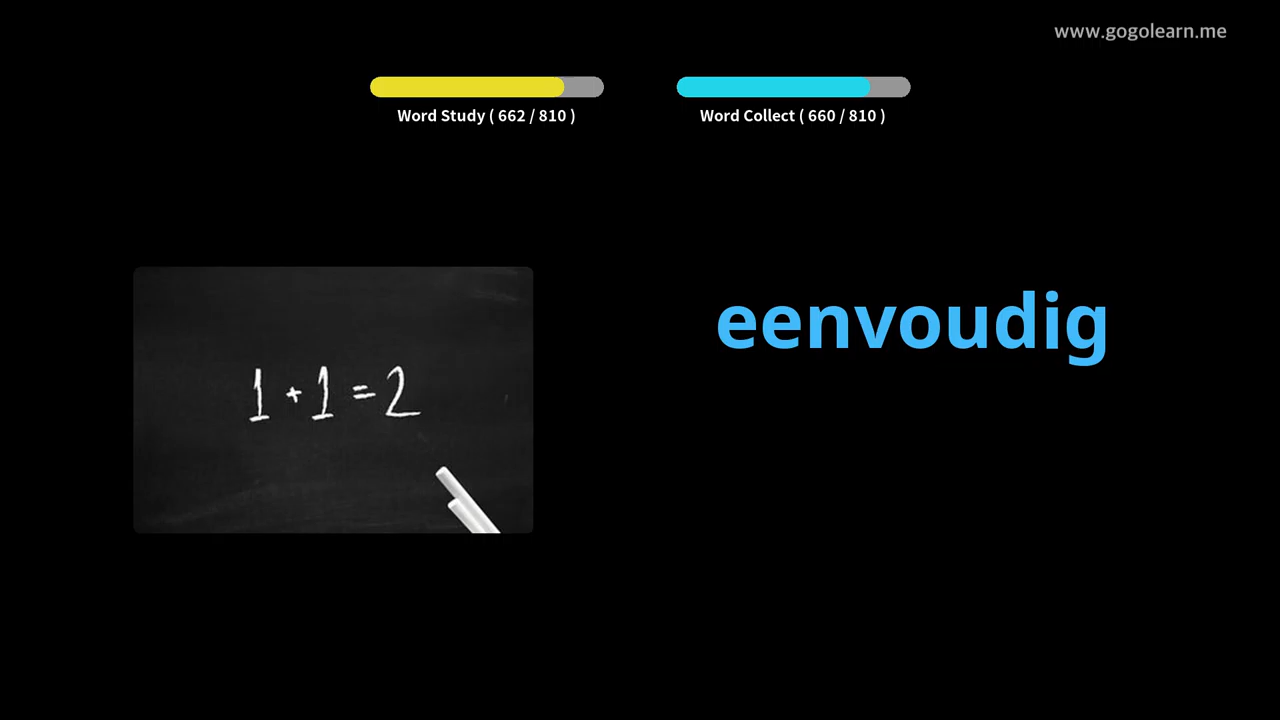 www.gogolearn.me
Word Study ( 662 / 810 )
Word Collect ( 660 / 810 )
eenvoudig
1 + 1 = 2